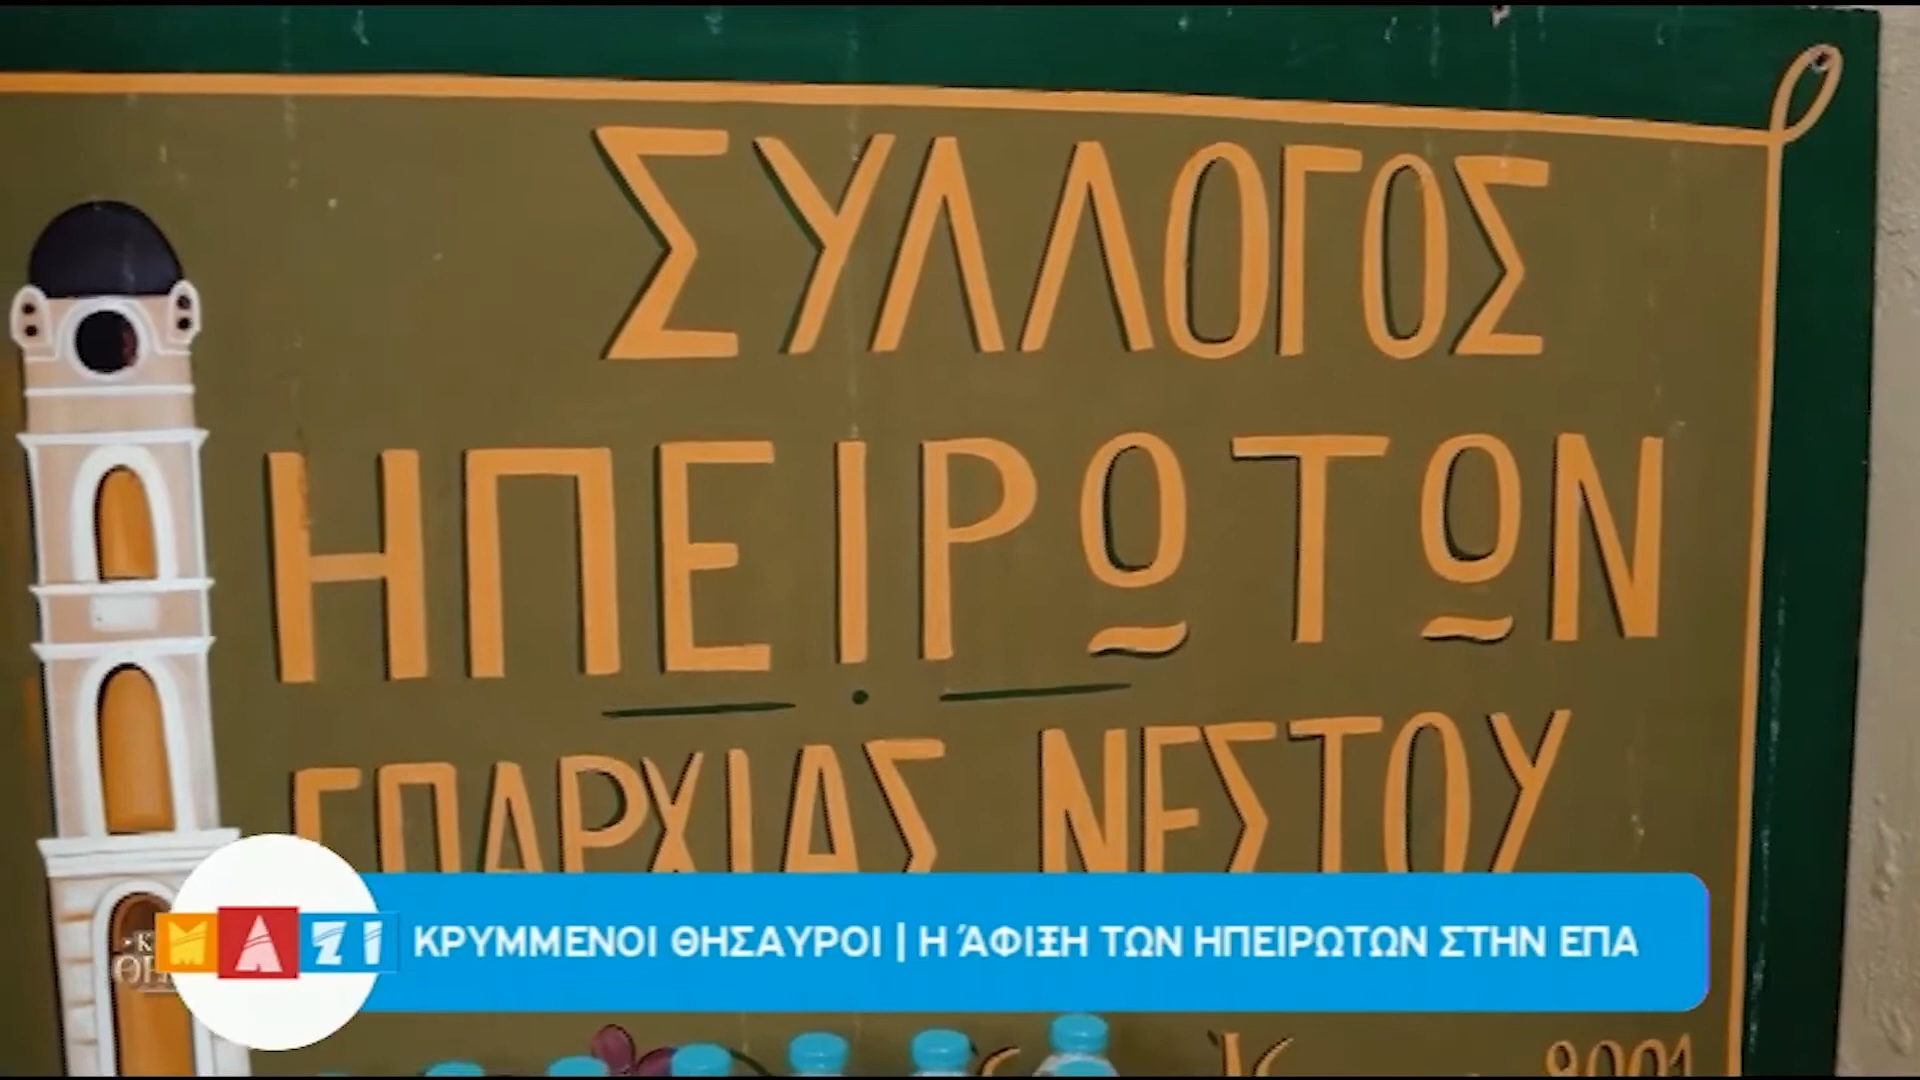 ΣΥΛΛΟΓΟΣ
ΗΠΕΙΡΩΤΩΝ
ΕΠΑΡΧΙΑΣ ΝΕΣΤΟΥ
ΜΑΖΙ
ΚΡΥΜΜΕΝΟΙ ΘΗΣΑΥΡΟΙ | Η ΆΦΙΞΗ ΤΩΝ ΗΠΕΙΡΩΤΩΝ ΣΤΗΝ ΕΠΑ